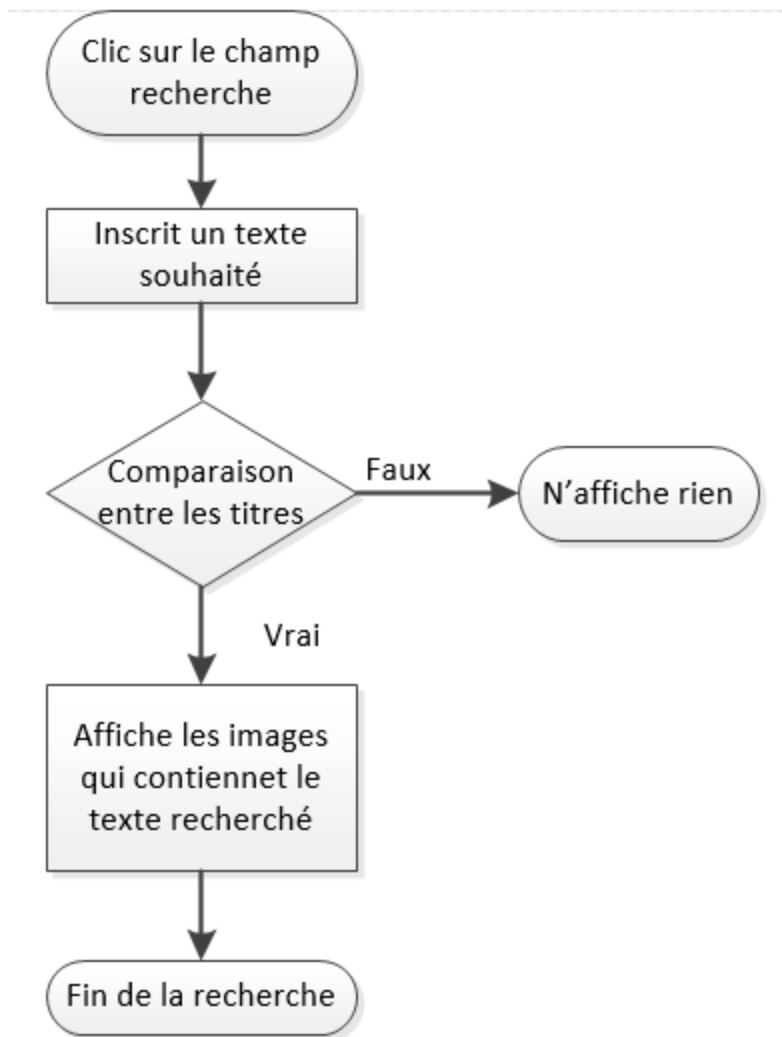 Clic sur le champ
recherche
Inscrit un texte
souhaité
Comparaison
entre les titres
Faux
N'affiche rien
Vrai
Affiche les images
qui contiennet le
texte recherché
Fin de la recherche